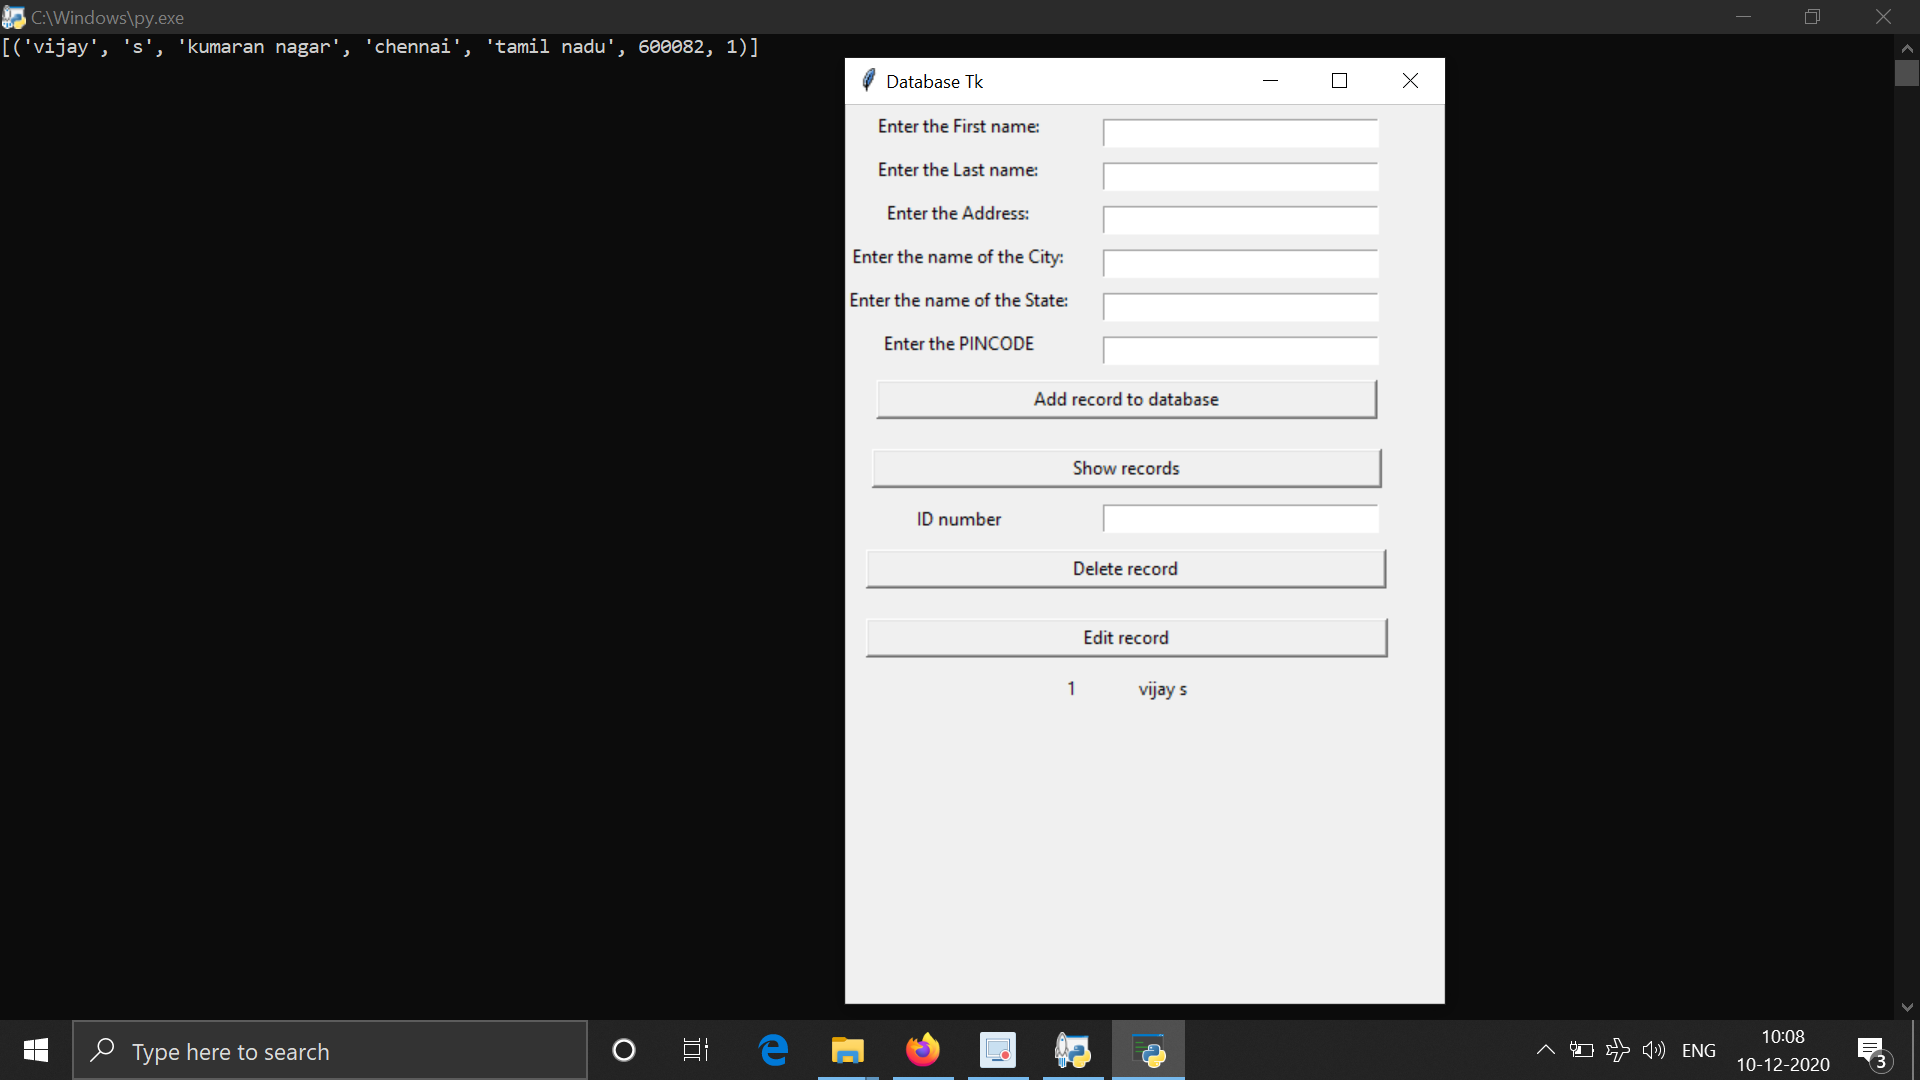 C:\Windows\py.exe
[('vijay', 's', 'kumaran nagar', 'chennai', 'tamil nadu', 600082, 1)]
Database Tk
Enter the First name:
Enter the Last name:
Enter the Address:
Enter the name of the City:
Enter the name of the State:
Enter the PINCODE
Add record to database
Show records
ID number
Delete record
Edit record
1 vijay s
Type here to search
ENG
10:08
10-12-2020
3